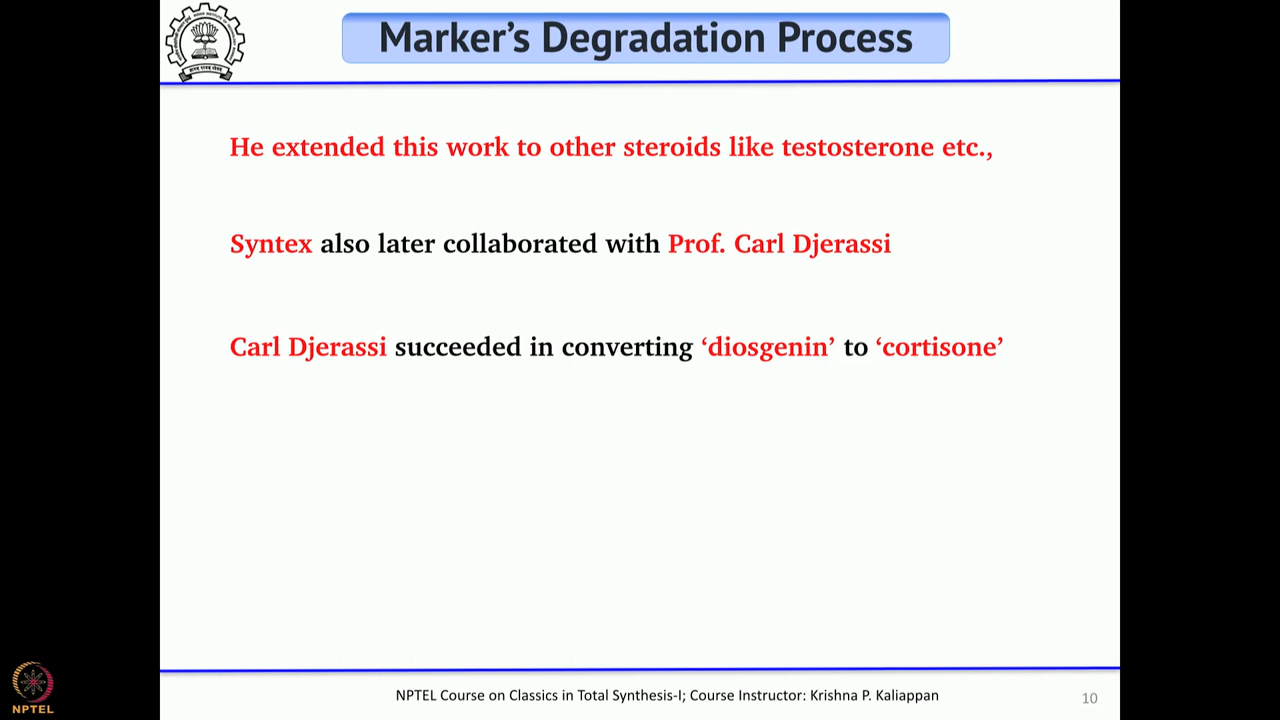 Marker's Degradation Process
He extended this work to other steroids like testosterone etc.,
Syntex also later collaborated with Prof. Carl Djerassi
Carl Djerassi succeeded in converting ‘diosgenin’ to ‘cortisone’
NPTEL Course on Classics in Total Synthesis-I; Course Instructor: Krishna P. Kaliappan
10
NPTEL